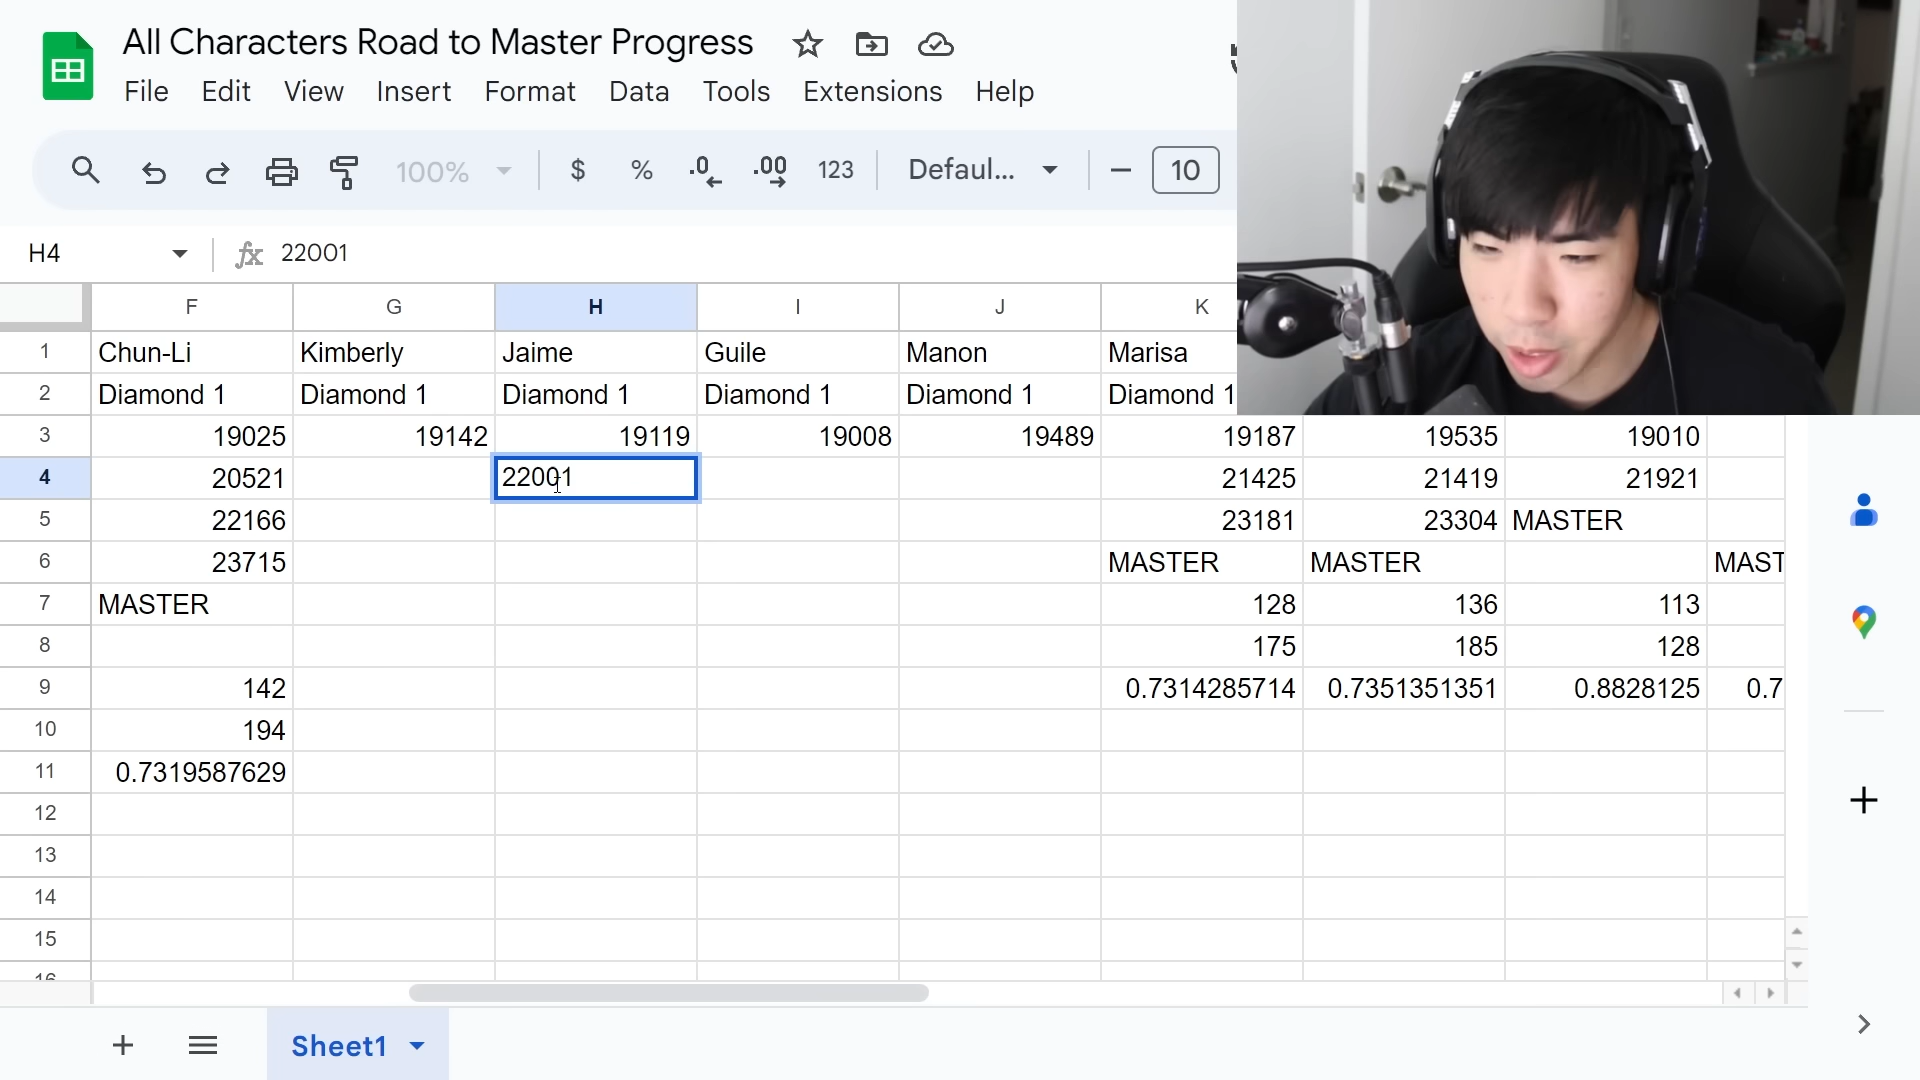 All Characters Road to Master Progress
File Edit View Insert Format Data Tools Extensions Help
100% $ % .0 .00 123 Defaul... 10
H4 fx 22001
F G H I J K
1 Chun-Li Kimberly Jaime Guile Manon Marisa
2 Diamond 1 Diamond 1 Diamond 1 Diamond 1 Diamond 1 Diamond 1
3 19025 19142 19119 19008 19489 19187 19535 19010
4 20521 22001 21425 21419 21921
5 22166 23181 23304 MASTER
6 23715 MASTER MASTER MAST
7 MASTER 128 136 113
8 175 185 128
9 142 0.7314285714 0.7351351351 0.8828125 0.7
10 194
11 0.7319587629
12
13
14
15
16
Sheet1